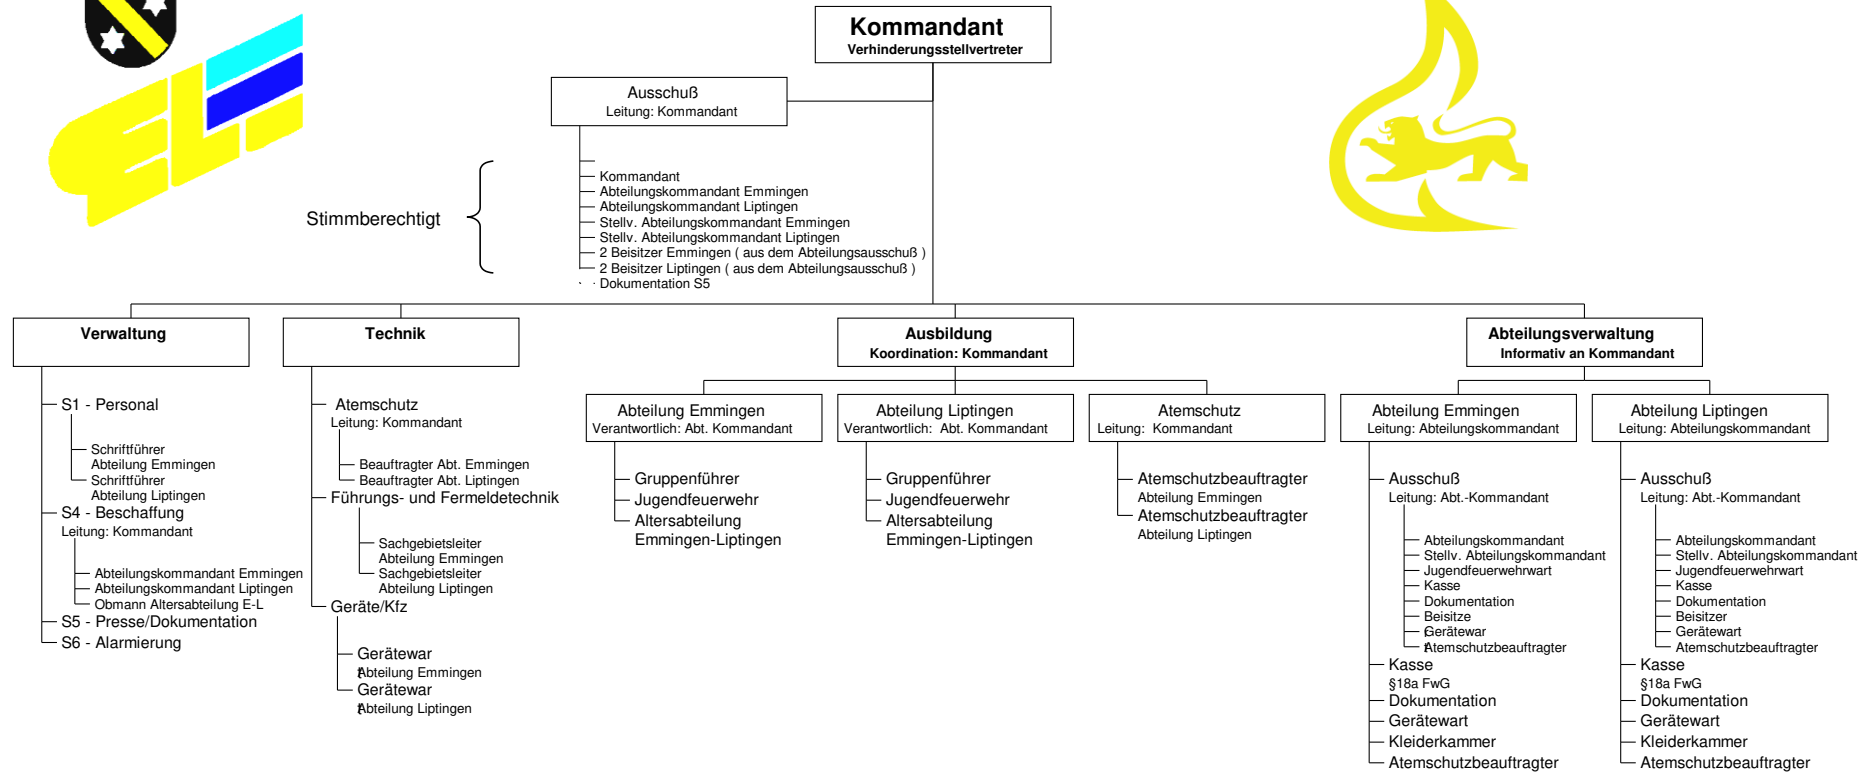 Kommandant
Verhinderungsstellvertreter
Ausschuß
Leitung: Kommandant
Stimmberechtigt
Kommandant
Abteilungskommandant Emmingen
Abteilungskommandant Liptingen
Stellv. Abteilungskommandant Emmingen
Stellv. Abteilungskommandant Liptingen
2 Beisitzer Emmingen ( aus dem Abteilungsausschuß )
2 Beisitzer Liptingen ( aus dem Abteilungsausschuß )
Dokumentation S5
Verwaltung
S1 - Personal
Schriftführer
Abteilung Emmingen
Schriftführer
Abteilung Liptingen
S4 - Beschaffung
Leitung: Kommandant
Abteilungskommandant Emmingen
Abteilungskommandant Liptingen
Obmann Altersabteilung E-L
S5 - Presse/Dokumentation
S6 - Alarmierung
Technik
Atemschutz
Leitung: Kommandant
Beauftragter Abt. Emmingen
Beauftragter Abt. Liptingen
Führungs- und Fermeldetechnik
Sachgebietsleiter
Abteilung Emmingen
Sachgebietsleiter
Abteilung Liptingen
Geräte/Kfz
Gerätewart
Abteilung Emmingen
Gerätewart
Abteilung Liptingen
Ausbildung
Koordination: Kommandant
Abteilung Emmingen
Verantwortlich: Abt. Kommandant
Gruppenführer
Jugendfeuerwehr
Altersabteilung
Emmingen-Liptingen
Abteilung Liptingen
Verantwortlich: Abt. Kommandant
Gruppenführer
Jugendfeuerwehr
Altersabteilung
Emmingen-Liptingen
Atemschutz
Leitung: Kommandant
Atemschutzbeauftragter
Abteilung Emmingen
Atemschutzbeauftragter
Abteilung Liptingen
Abteilungsverwaltung
Informativ an Kommandant
Abteilung Emmingen
Leitung: Abteilungskommandant
Ausschuß
Leitung: Abt.-Kommandant
Abteilungskommandant
Stellv. Abteilungskommandant
Jugendfeuerwehrwart
Kasse
Dokumentation
Beisitzer
Gerätewart
Atemschutzbeauftragter
Kasse
§18a FwG
Dokumentation
Gerätewart
Kleiderkammer
Atemschutzbeauftragter
Abteilung Liptingen
Leitung: Abteilungskommandant
Ausschuß
Leitung: Abt.-Kommandant
Abteilungskommandant
Stellv. Abteilungskommandant
Jugendfeuerwehrwart
Kasse
Dokumentation
Beisitzer
Gerätewart
Atemschutzbeauftragter
Kasse
§18a FwG
Dokumentation
Gerätewart
Kleiderkammer
Atemschutzbeauftragter